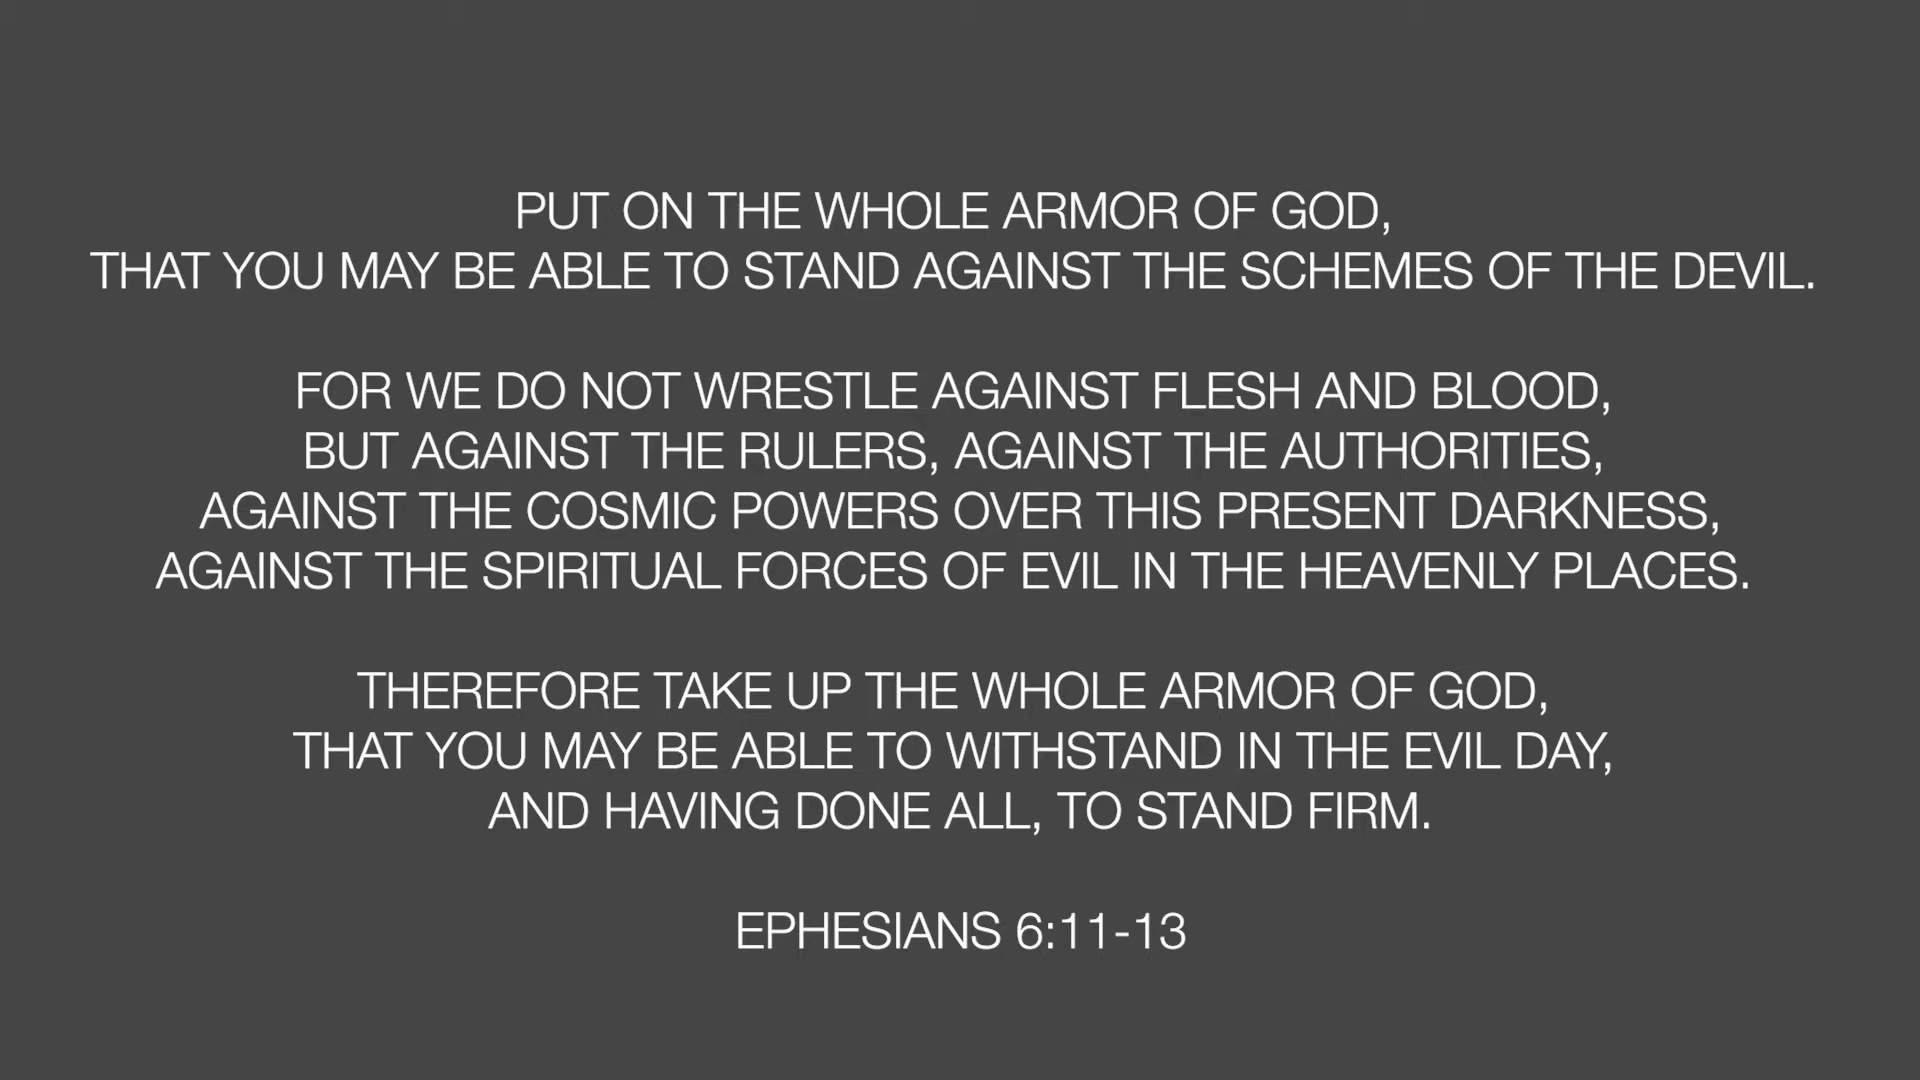 PUT ON THE WHOLE ARMOR OF GOD,
THAT YOU MAY BE ABLE TO STAND AGAINST THE SCHEMES OF THE DEVIL.
FOR WE DO NOT WRESTLE AGAINST FLESH AND BLOOD,
BUT AGAINST THE RULERS, AGAINST THE AUTHORITIES,
AGAINST THE COSMIC POWERS OVER THIS PRESENT DARKNESS,
AGAINST THE SPIRITUAL FORCES OF EVIL IN THE HEAVENLY PLACES.
THEREFORE TAKE UP THE WHOLE ARMOR OF GOD,
THAT YOU MAY BE ABLE TO WITHSTAND IN THE EVIL DAY,
AND HAVING DONE ALL, TO STAND FIRM.
EPHESIANS 6:11-13